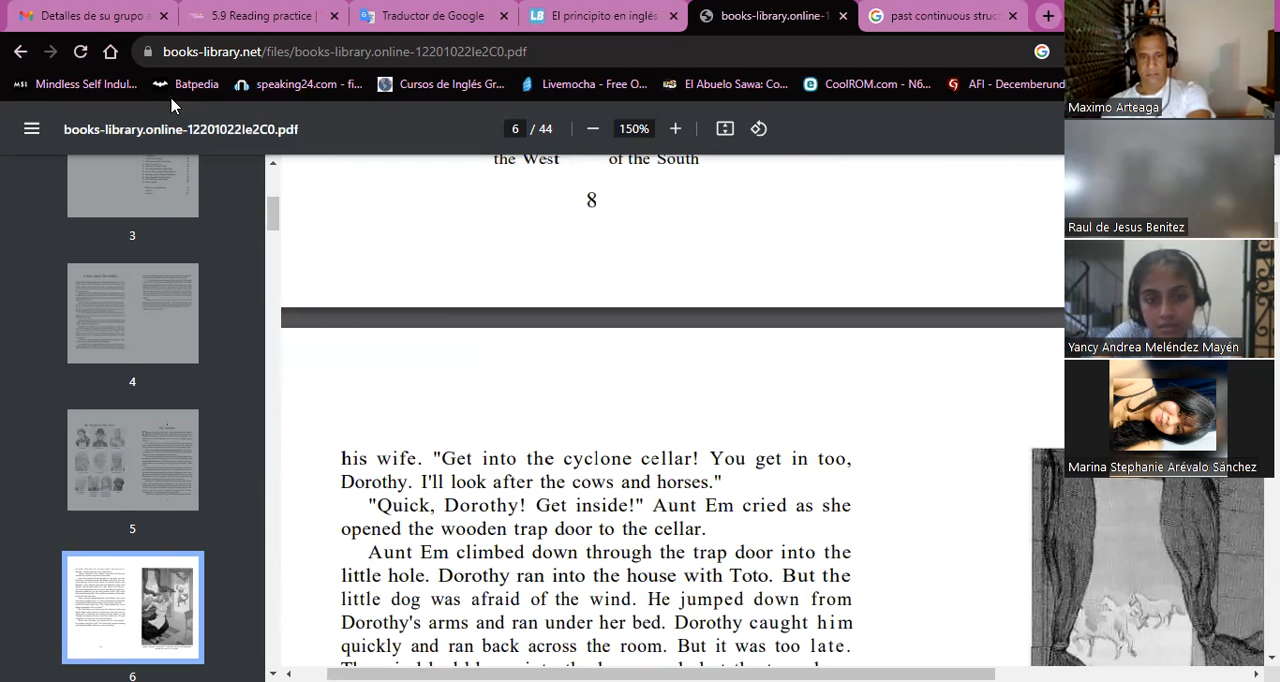 Detalles de su grupo a
5.9 Reading practice |
Traductor de Google
El principito en inglés
books-library.online-1
past continuous struc
books-library.net/files/books-library.online-12201022Ie2C0.pdf
Mindless Self Indul...
Batpedia
speaking24.com - fi...
Cursos de Inglés Gr...
Livemocha - Free O...
El Abuelo Sawa: Co...
CoolROM.com - N6...
AFI - Decemberund
books-library.online-12201022Ie2C0.pdf
6 / 44
150%
3
4
5
6
the West of the South
8
his wife. "Get into the cyclone cellar! You get in too,
Dorothy. I'll look after the cows and horses."
"Quick, Dorothy! Get inside!" Aunt Em cried as she
opened the wooden trap door to the cellar.
Aunt Em climbed down through the trap door into the
little hole. Dorothy ran into the house with Toto. But the
little dog was afraid of the wind. He jumped down from
Dorothy's arms and ran under her bed. Dorothy caught him
quickly and ran back across the room. But it was too late.
Maximo Arteaga
Raul de Jesus Benitez
Yancy Andrea Meléndez Mayén
Marina Stephanie Arévalo Sánchez